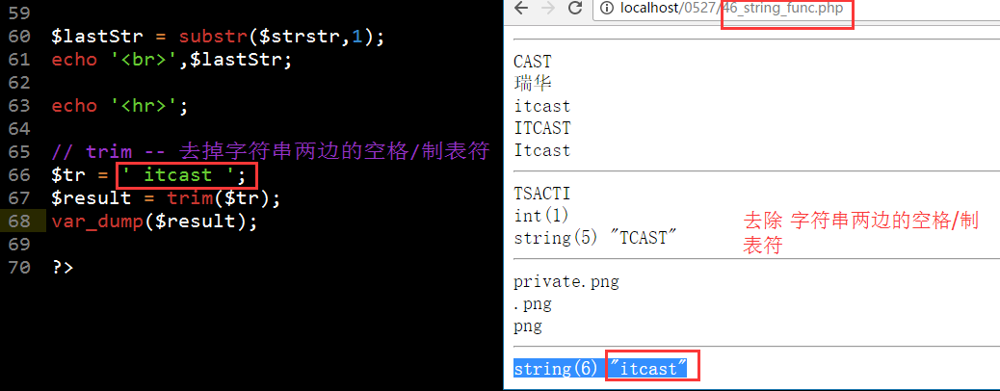 59
60 $lastStr = substr($strstr,1);
61 echo '<br>',$lastStr;
62
63 echo '<hr>';
64
65 // trim -- 去掉字符串两边的空格/制表符
66 $tr = ' itcast ';
67 $result = trim($tr);
68 var_dump($result);
69
70 ?>
localhost/0527/46_string_func.php
CAST
瑞华
itcast
ITCAST
Itcast
TSACTI
int(1)
string(5) "TCAST"
去除 字符串两边的空格/制
表符
private.png
.png
png
string(6) "itcast"